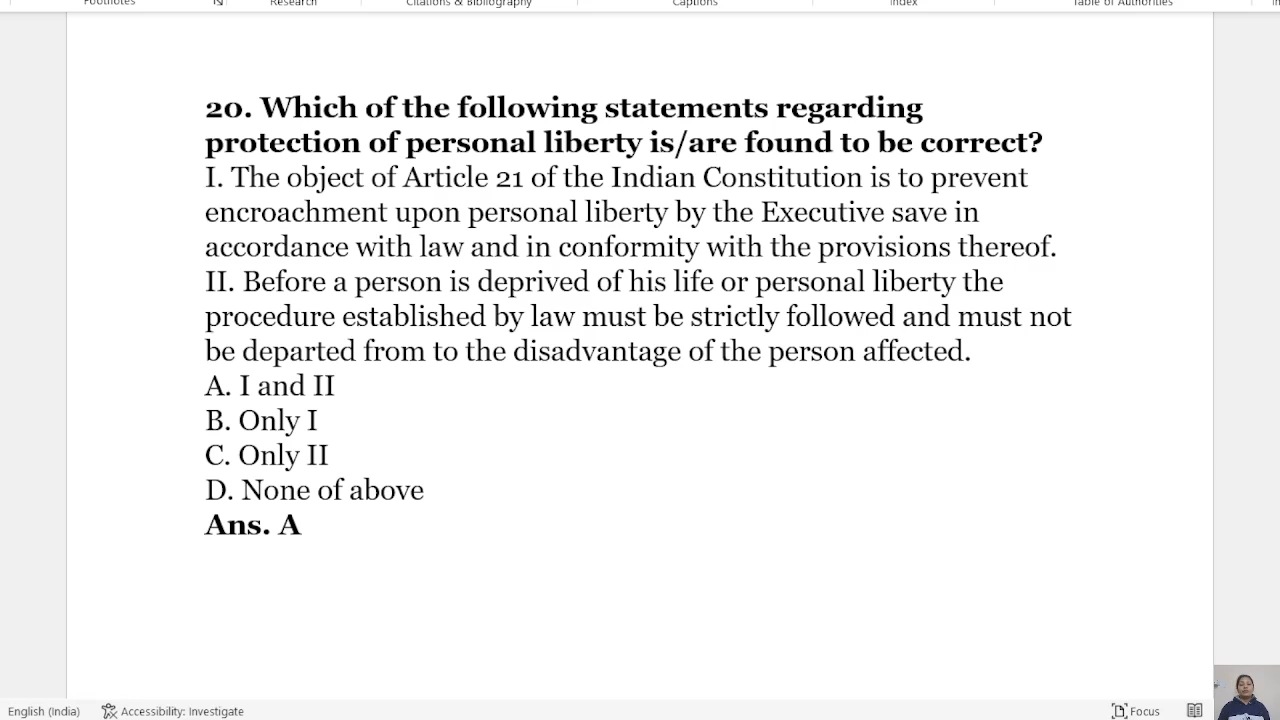 Footnotes Research Citations & Bibliography Captions Index Table of Authorities
20. Which of the following statements regarding
protection of personal liberty is/are found to be correct?
I. The object of Article 21 of the Indian Constitution is to prevent
encroachment upon personal liberty by the Executive save in
accordance with law and in conformity with the provisions thereof.
II. Before a person is deprived of his life or personal liberty the
procedure established by law must be strictly followed and must not
be departed from to the disadvantage of the person affected.
A. I and II
B. Only I
C. Only II
D. None of above
Ans. A
English (India) Accessibility: Investigate Focus